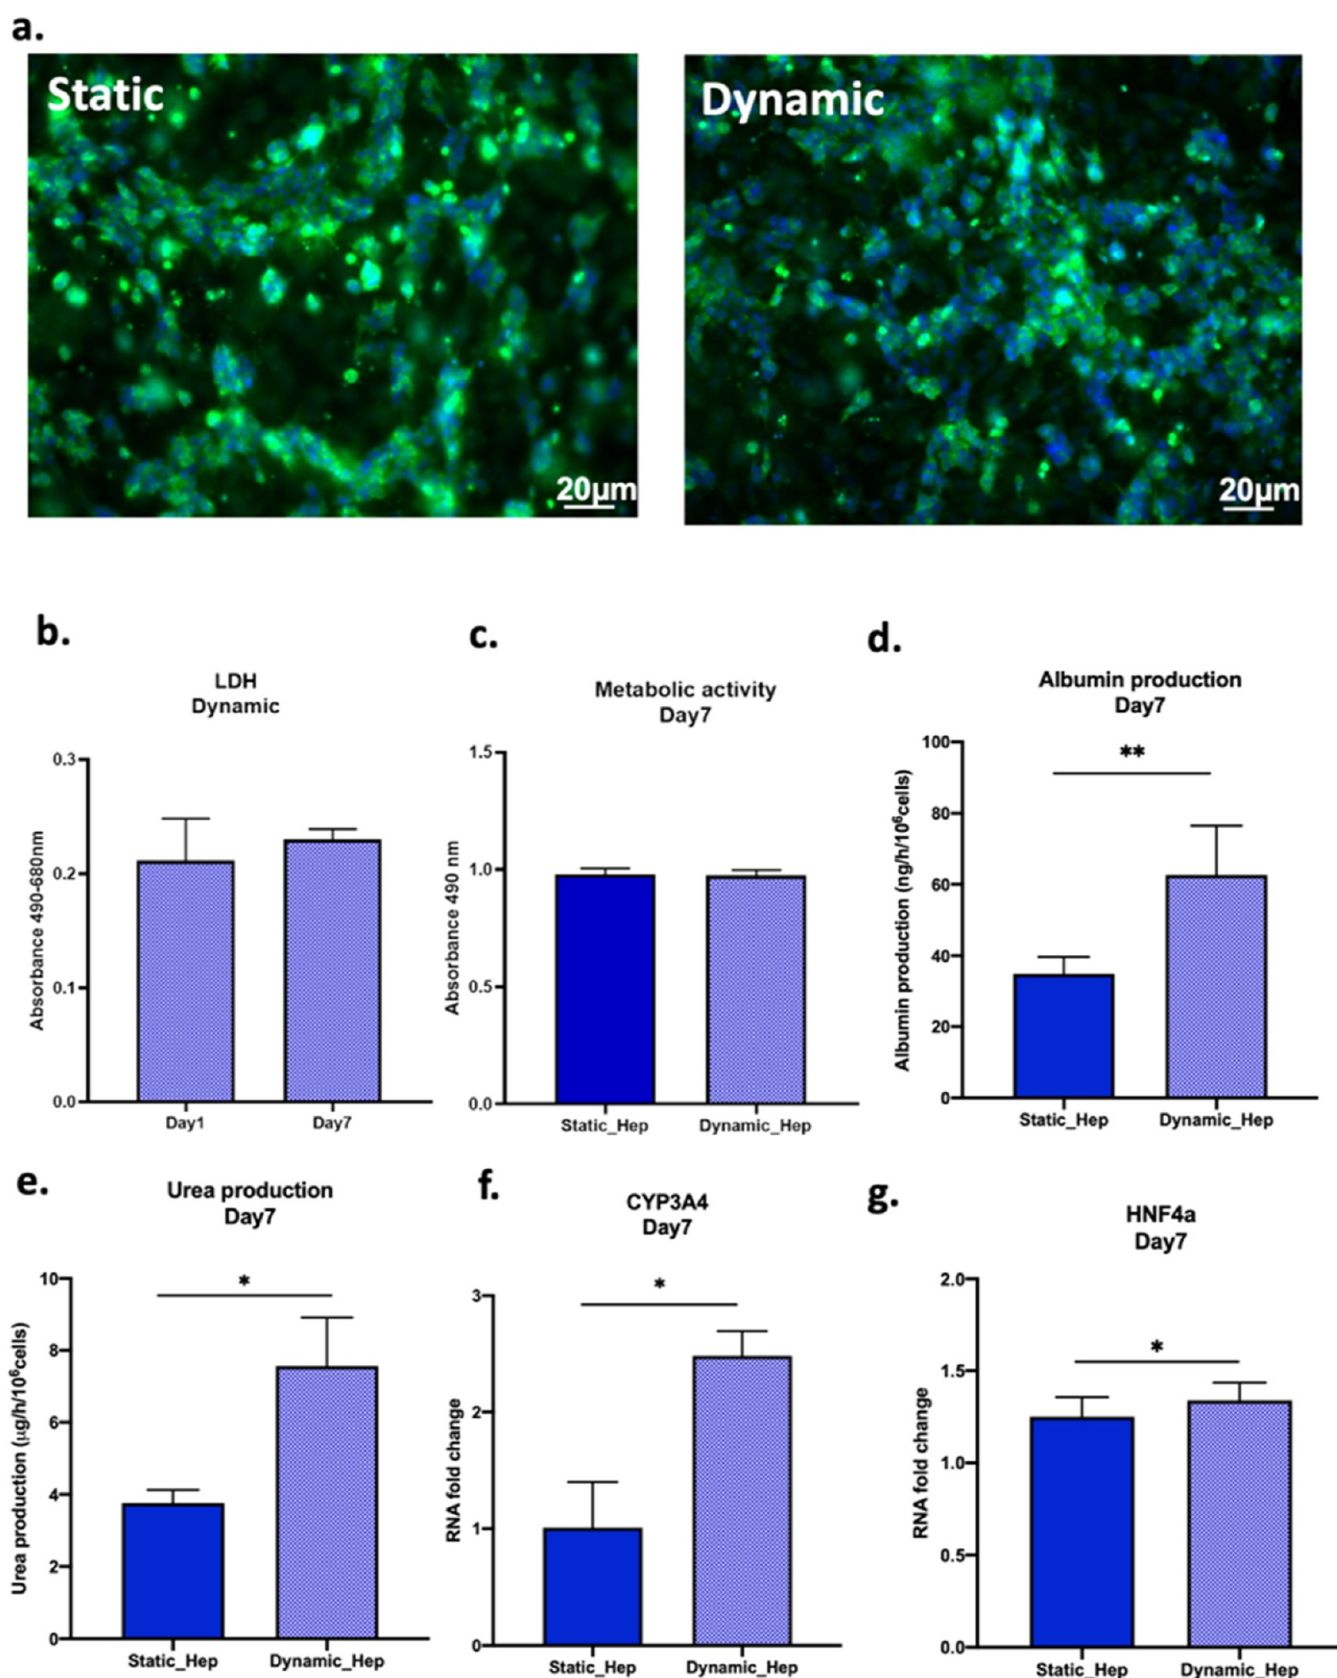 a.
Static
Dynamic
20µm
20µm
b.
c.
d.
LDH
Dynamic
Metabolic activity
Day7
Albumin production
Day7
Absorbance 490-680nm
0.3
0.2
0.1
0.0
Day1
Day7
Absorbance 490 nm
1.5
1.0
0.5
0.0
Static_Hep
Dynamic_Hep
Albumin production (ng/h/10⁶cells)
100
80
60
40
20
0
**
Static_Hep
Dynamic_Hep
e.
f.
g.
Urea production
Day7
CYP3A4
Day7
HNF4a
Day7
Urea production (µg/h/10⁶cells)
10
8
6
4
2
0
*
Static_Hep
Dynamic_Hep
RNA fold change
3
2
1
0
*
Static_Hep
Dynamic_Hep
RNA fold change
2.0
1.5
1.0
0.5
0.0
*
Static_Hep
Dynamic_Hep